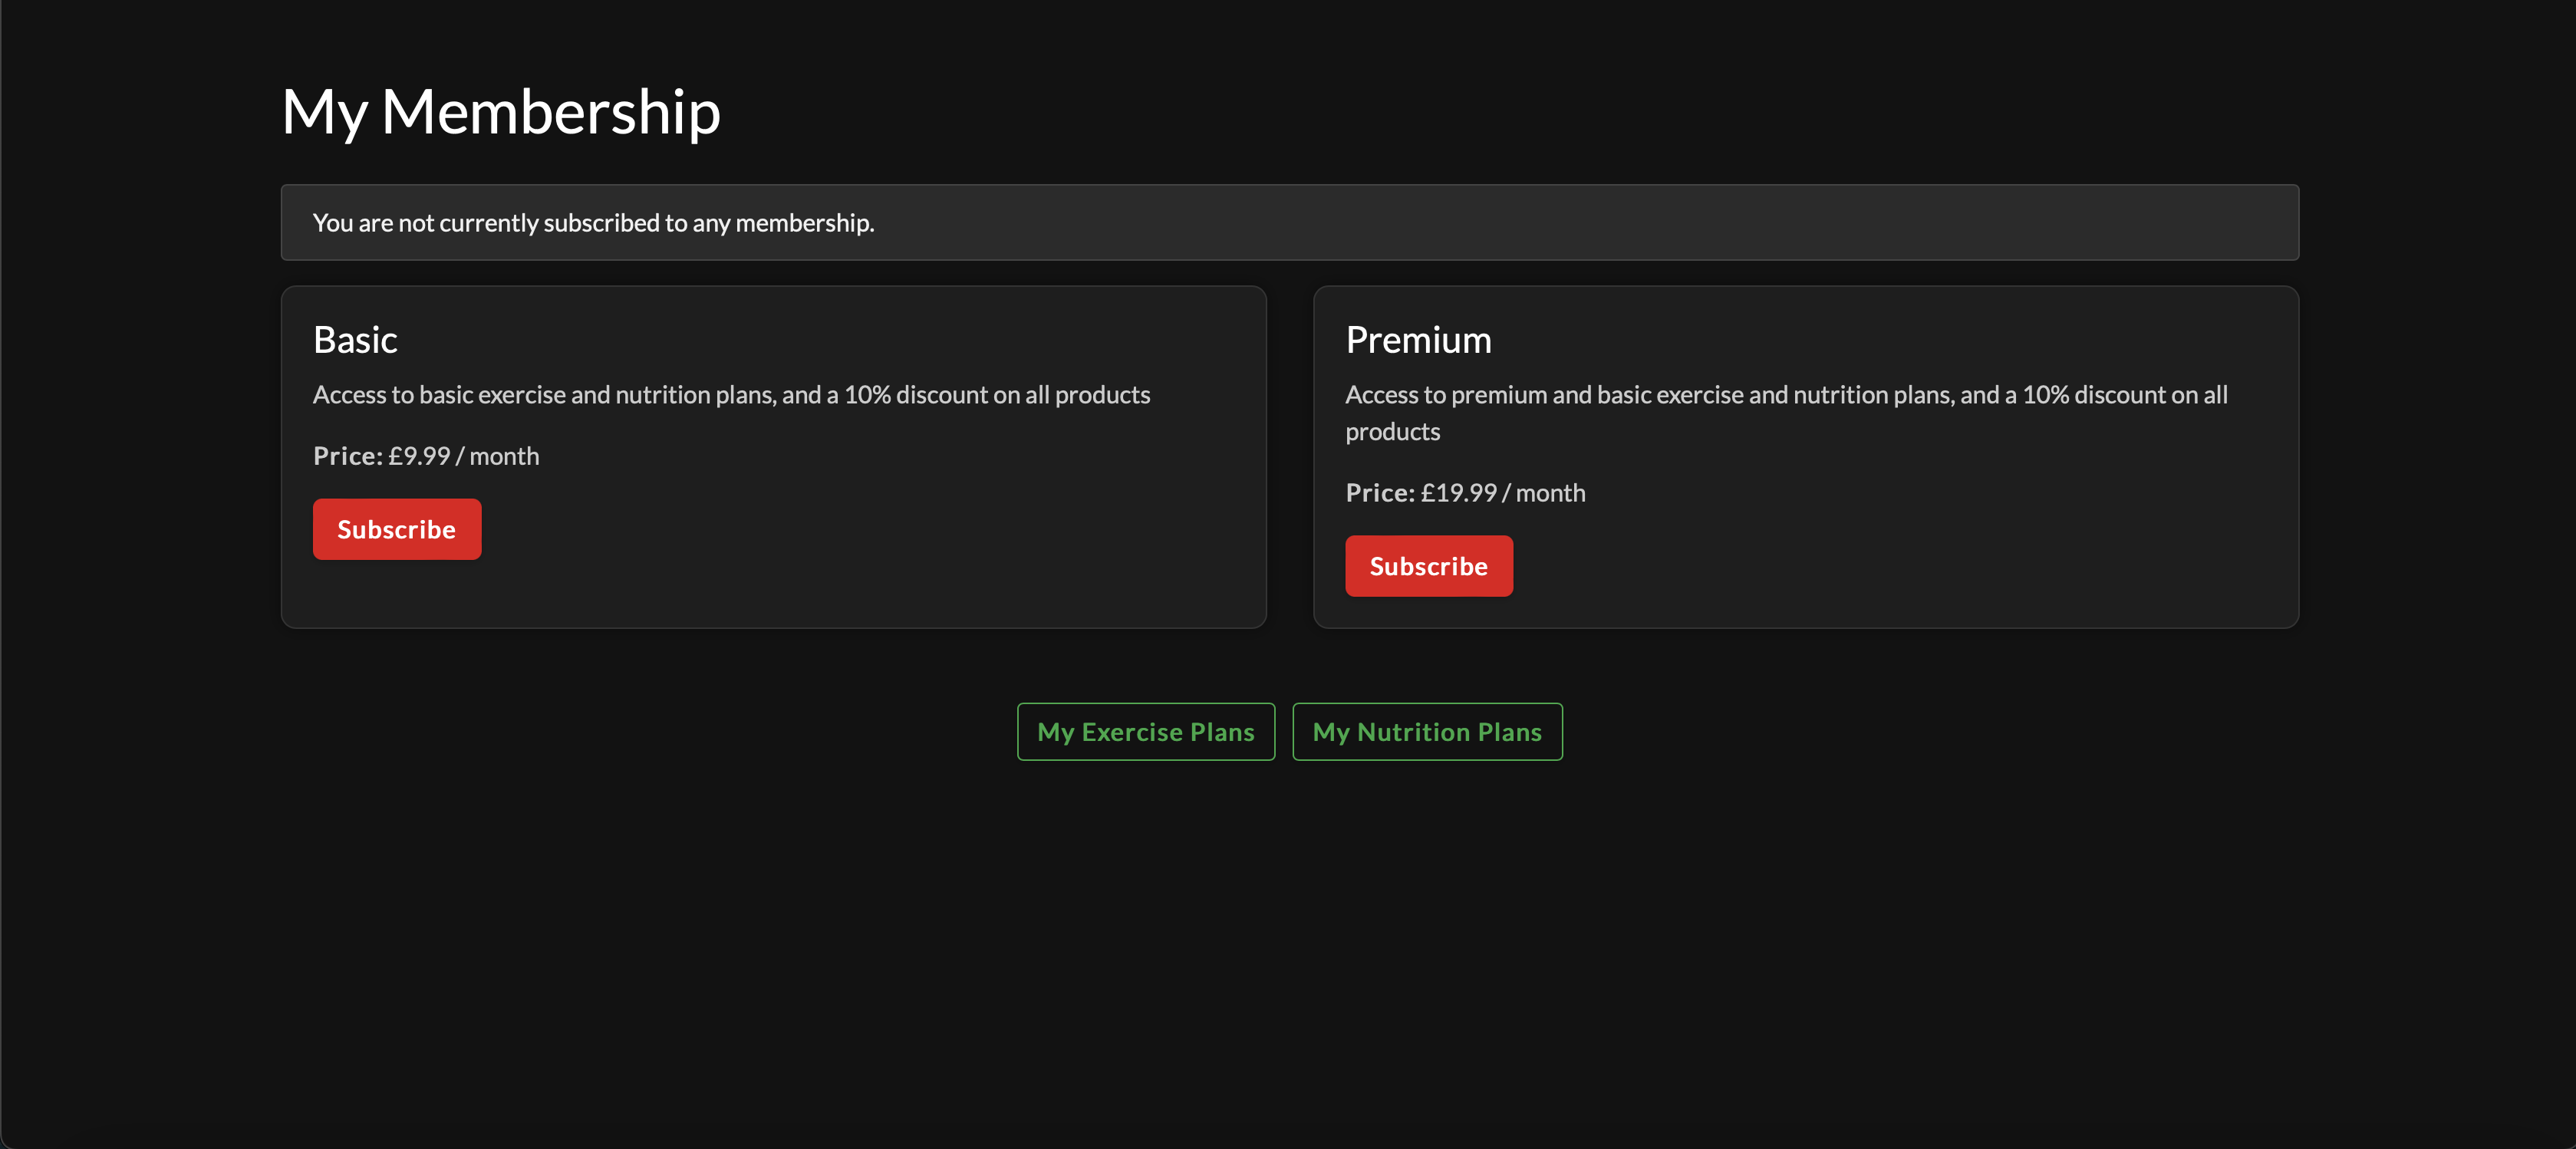 My Membership
You are not currently subscribed to any membership.
Basic
Access to basic exercise and nutrition plans, and a 10% discount on all products
Price: £9.99 / month
Subscribe
Premium
Access to premium and basic exercise and nutrition plans, and a 10% discount on all
products
Price: £19.99 / month
Subscribe
My Exercise Plans
My Nutrition Plans